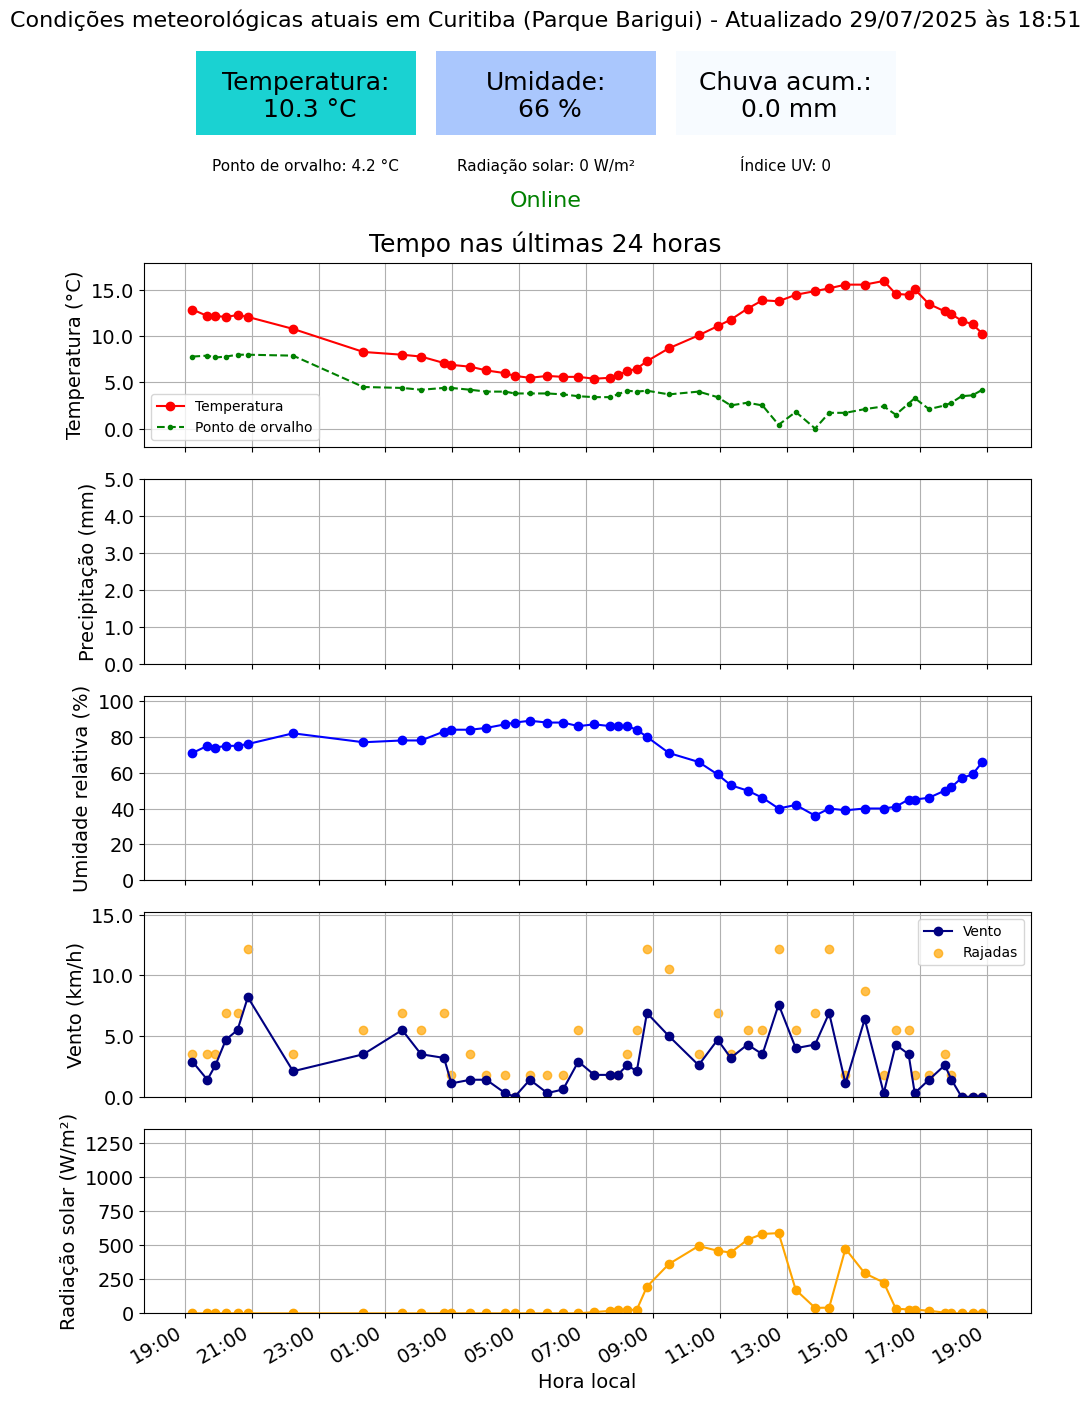 Condições meteorológicas atuais em Curitiba (Parque Barigui) - Atualizado 29/07/2025 às 18:51
Temperatura:
10.3 °C
Umidade:
66 %
Chuva acum.:
0.0 mm
Ponto de orvalho: 4.2 °C
Radiação solar: 0 W/m²
Índice UV: 0
Online
Tempo nas últimas 24 horas
Temperatura (°C)
15.0
10.0
5.0
0.0
Temperatura
Ponto de orvalho
Precipitação (mm)
5.0
4.0
3.0
2.0
1.0
0.0
Umidade relativa (%)
100
80
60
40
20
0
Vento (km/h)
15.0
10.0
5.0
0.0
Vento
Rajadas
Radiação solar (W/m²)
1250
1000
750
500
250
0
19:00
21:00
23:00
01:00
03:00
05:00
07:00
09:00
11:00
13:00
15:00
17:00
19:00
Hora local